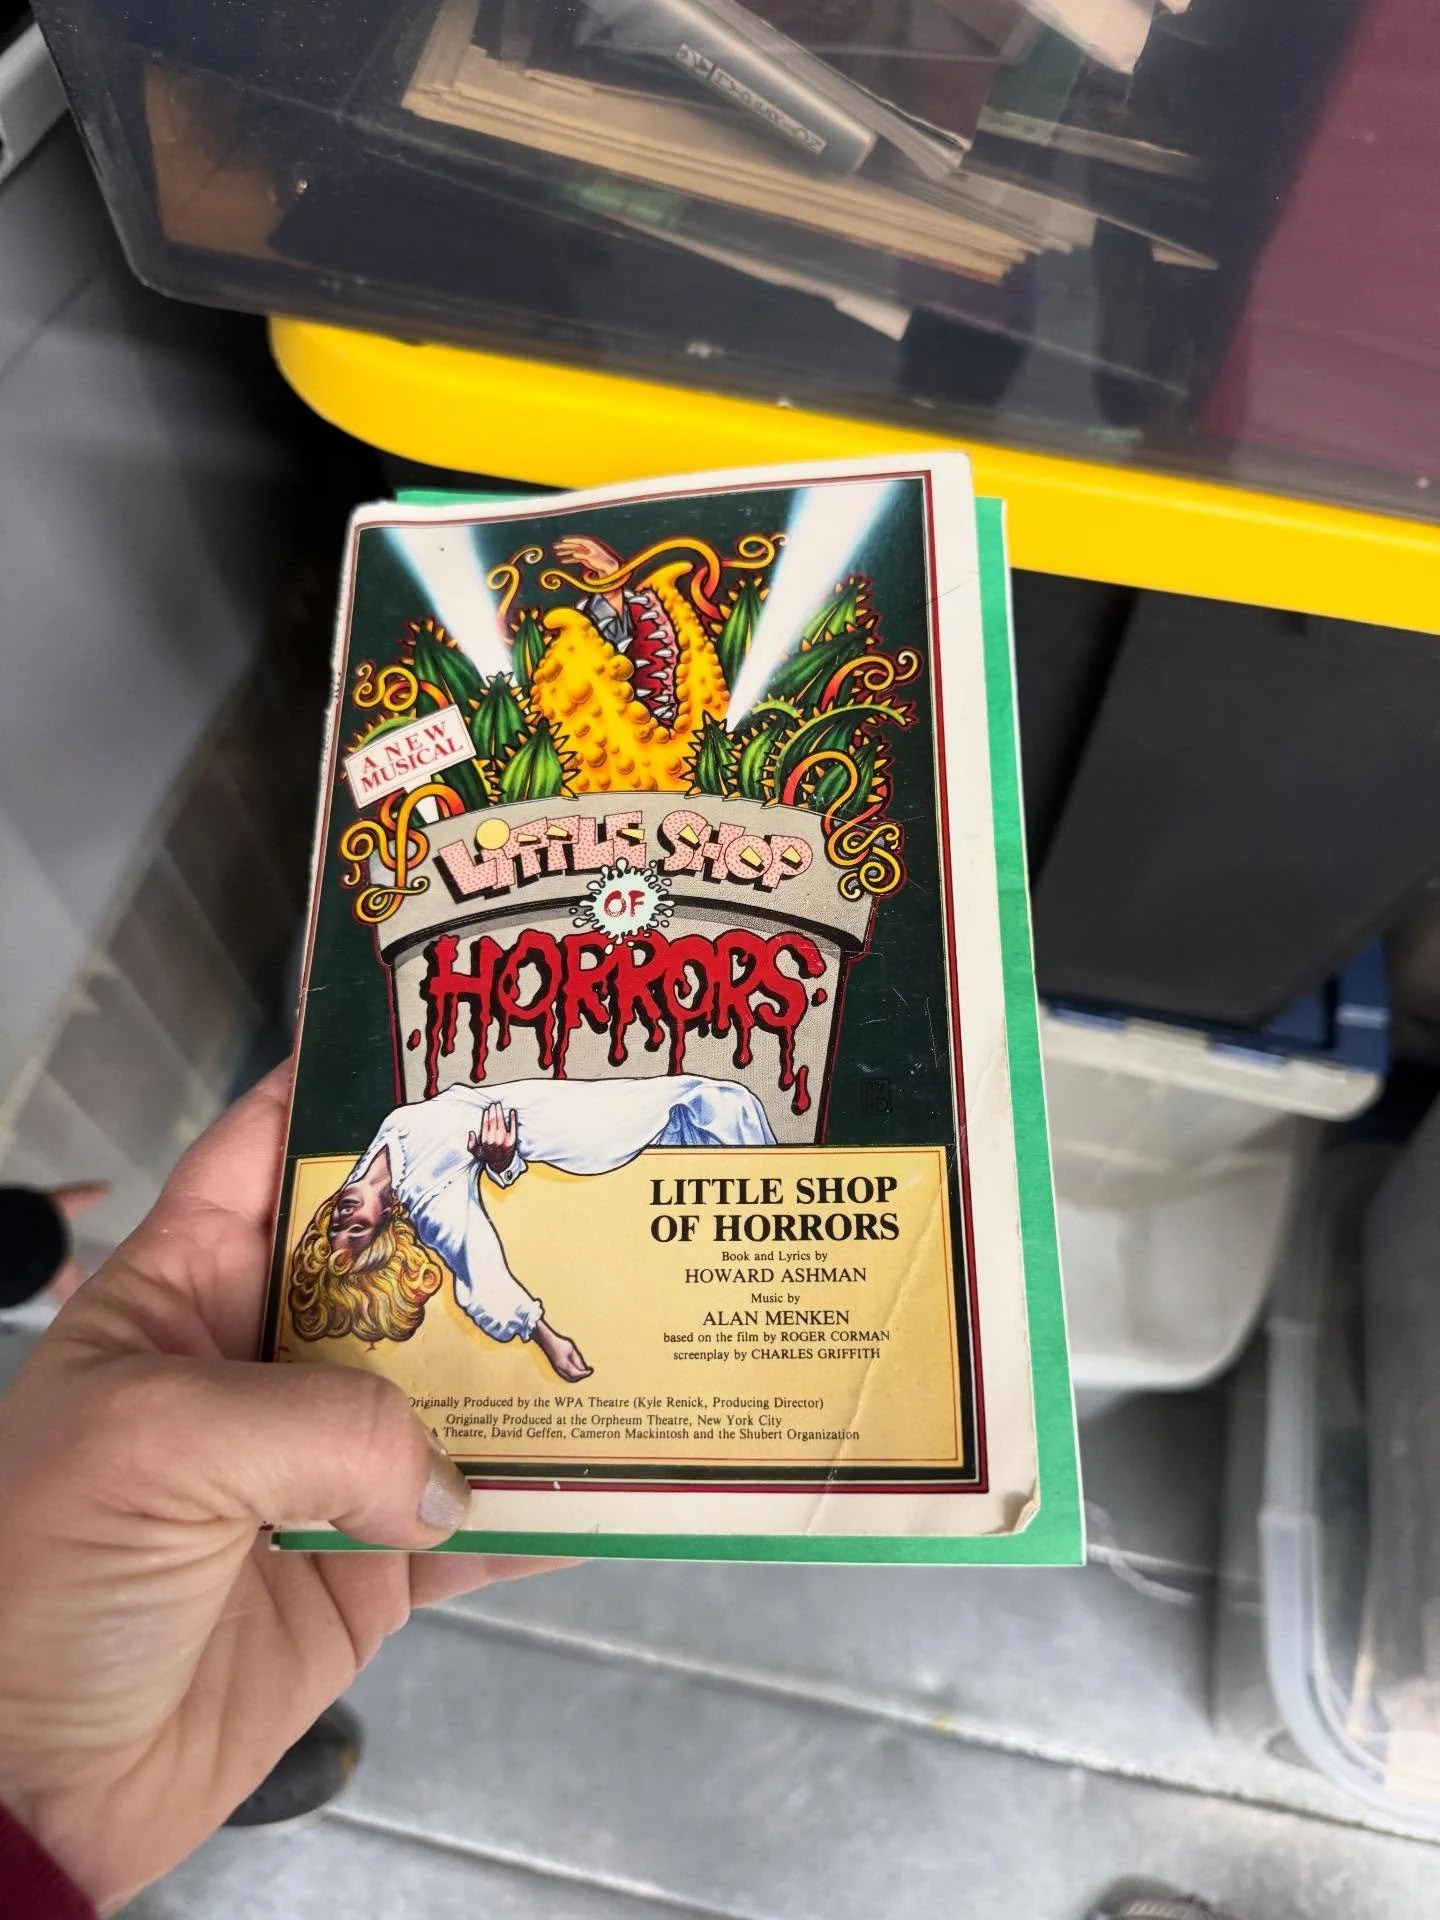 A NEW
MUSICAL
LITTLE SHOP
OF
HORRORS
LITTLE SHOP
OF HORRORS
Book and Lyrics by
HOWARD ASHMAN
Music by
ALAN MENKEN
based on the film by ROGER CORMAN
screenplay by CHARLES GRIFFITH
Originally Produced by the WPA Theatre (Kyle Renick, Producing Director)
Originally Produced at the Orpheum Theatre, New York City
A Theatre, David Geffen, Cameron Mackintosh and the Shubert Organization